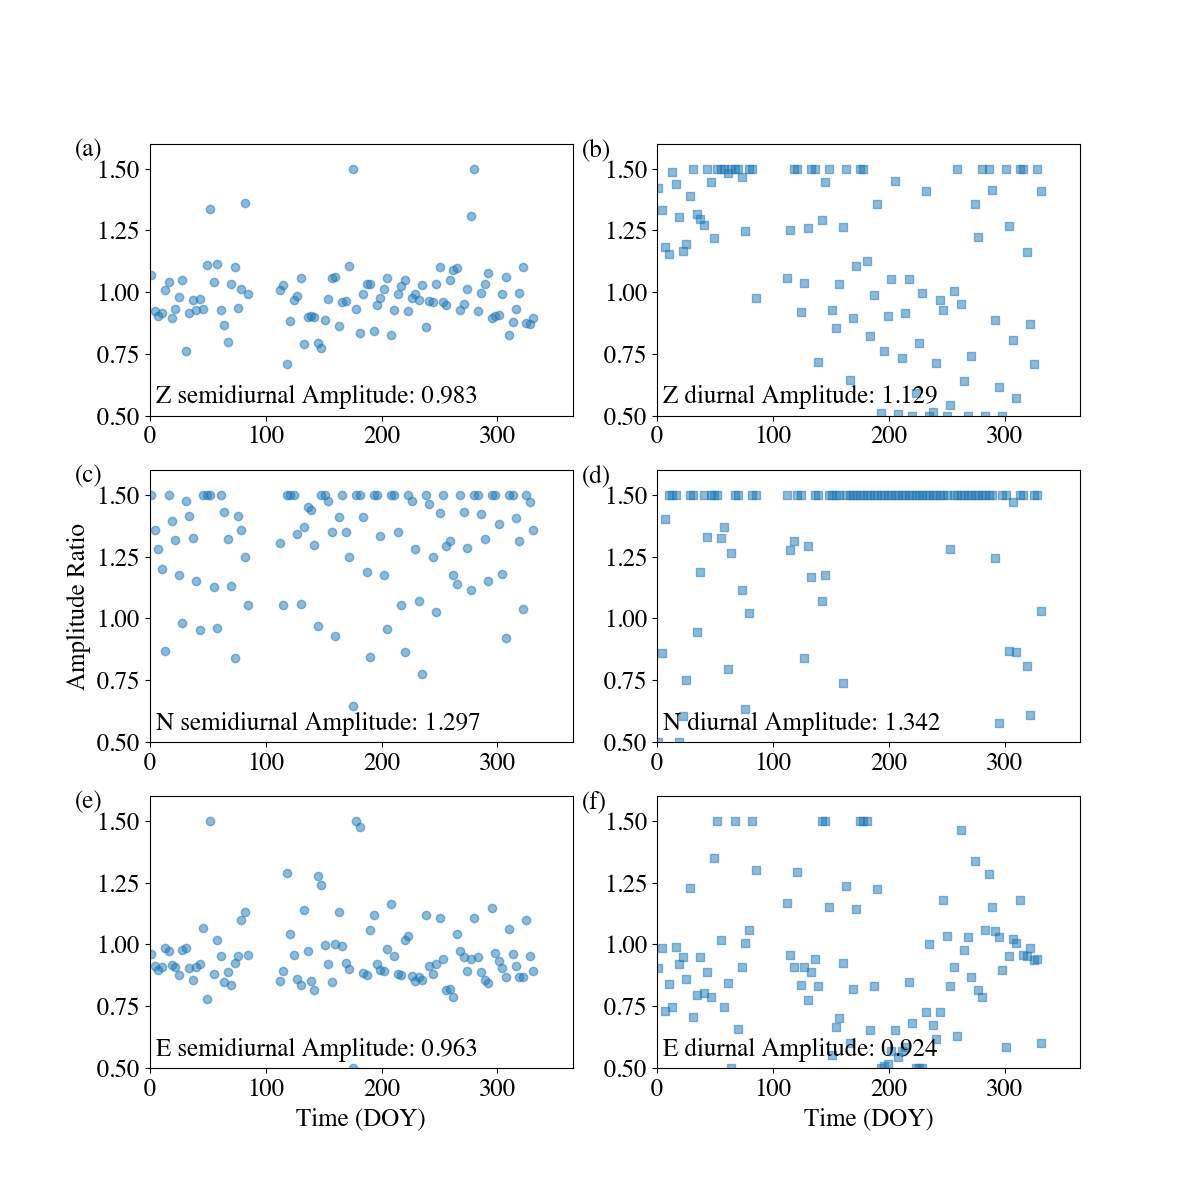 (a)
1.50
1.25
1.00
0.75
0.50
Z semidiurnal Amplitude: 0.983
0 100 200 300
(b)
1.50
1.25
1.00
0.75
0.50
Z diurnal Amplitude: 1.129
0 100 200 300
Amplitude Ratio
(c)
1.50
1.25
1.00
0.75
0.50
N semidiurnal Amplitude: 1.297
0 100 200 300
(d)
1.50
1.25
1.00
0.75
0.50
N diurnal Amplitude: 1.342
0 100 200 300
(e)
1.50
1.25
1.00
0.75
0.50
E semidiurnal Amplitude: 0.963
0 100 200 300
Time (DOY)
(f)
1.50
1.25
1.00
0.75
0.50
E diurnal Amplitude: 0.924
0 100 200 300
Time (DOY)